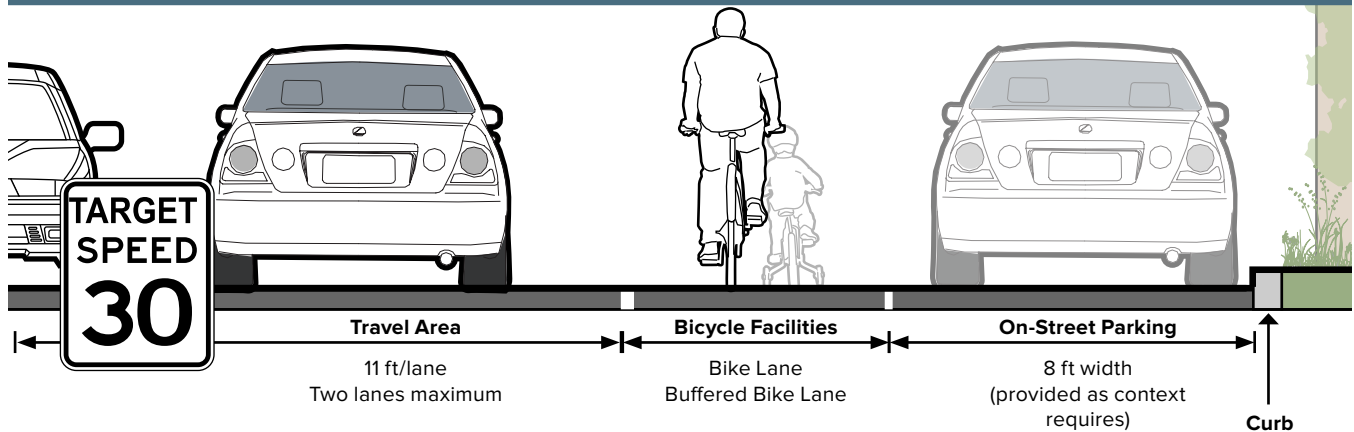 TARGET
SPEED
30
Travel Area
11 ft/lane
Two lanes maximum
Bicycle Facilities
Bike Lane
Buffered Bike Lane
On-Street Parking
8 ft width
(provided as context
requires)
Curb